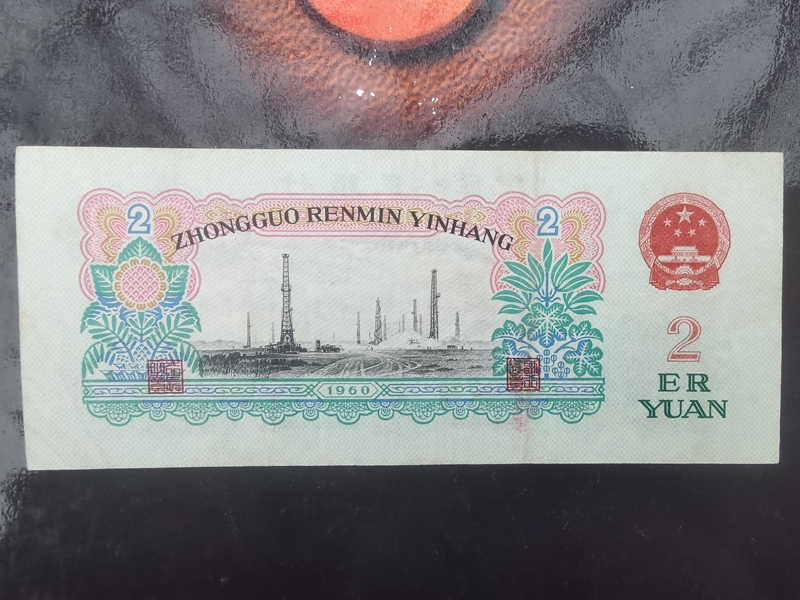 2 2
ZHONGGUO RENMIN YINHANG
1960
2
ER
YUAN